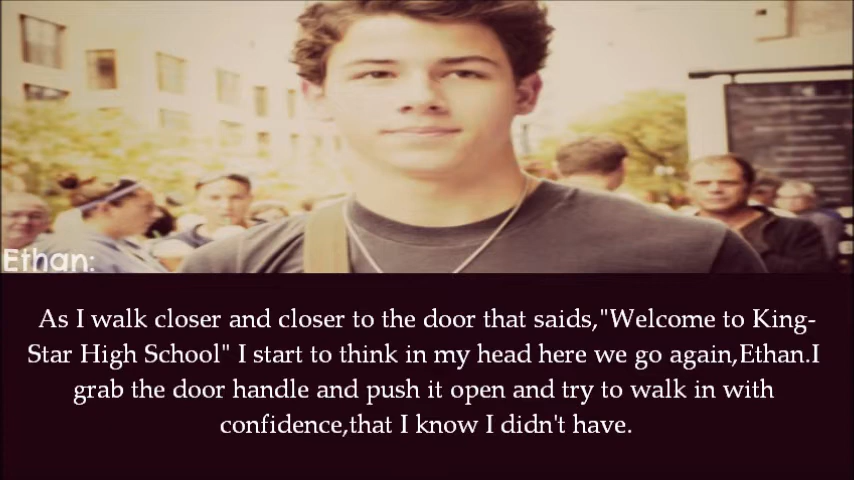 Ethan:
As I walk closer and closer to the door that saids,"Welcome to King-
Star High School" I start to think in my head here we go again,Ethan.I
grab the door handle and push it open and try to walk in with
confidence,that I know I didn't have.